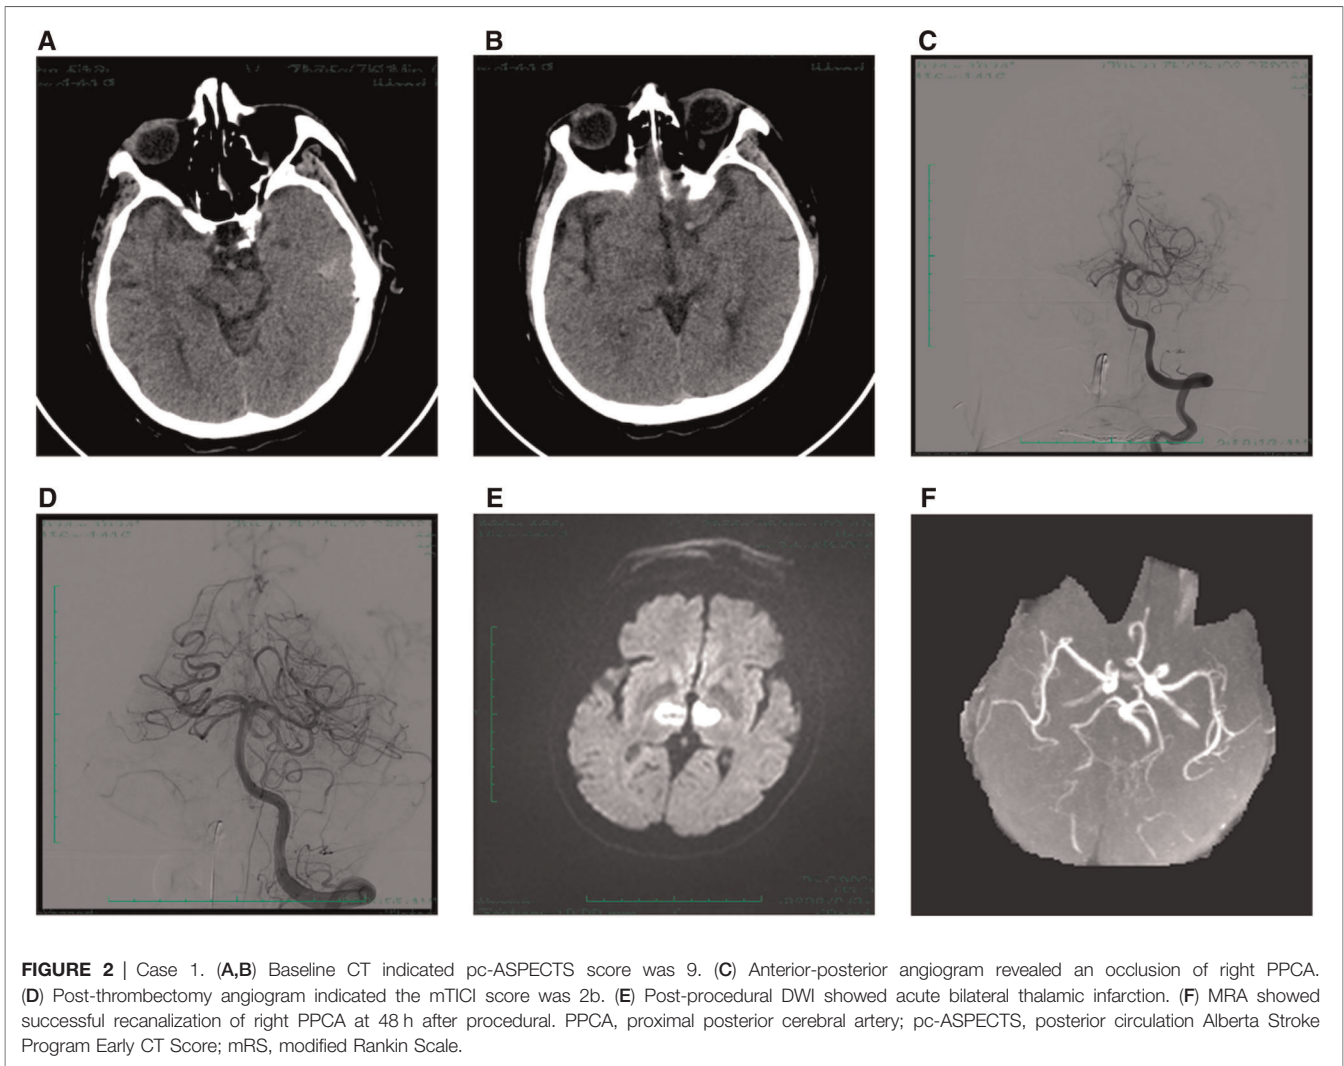 A
B
C
D
E
F
FIGURE 2 | Case 1. (A,B) Baseline CT indicated pc-ASPECTS score was 9. (C) Anterior-posterior angiogram revealed an occlusion of right PPCA.
(D) Post-thrombectomy angiogram indicated the mTICI score was 2b. (E) Post-procedural DWI showed acute bilateral thalamic infarction. (F) MRA showed
successful recanalization of right PPCA at 48 h after procedural. PPCA, proximal posterior cerebral artery; pc-ASPECTS, posterior circulation Alberta Stroke
Program Early CT Score; mRS, modified Rankin Scale.